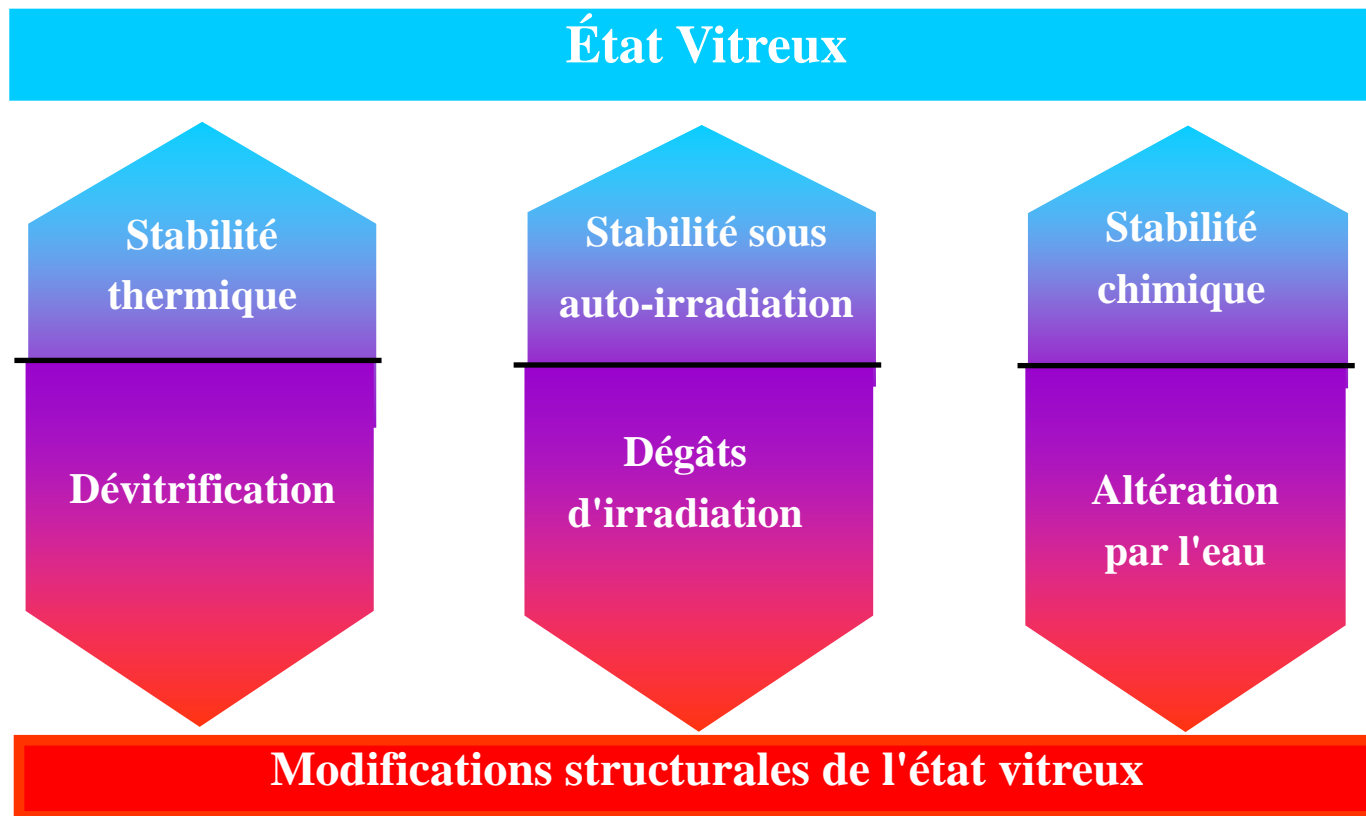 État Vitreux
Stabilité
thermique
Stabilité sous
auto-irradiation
Stabilité
chimique
Dévitrification
Dégâts
d'irradiation
Altération
par l'eau
Modifications structurales de l'état vitreux